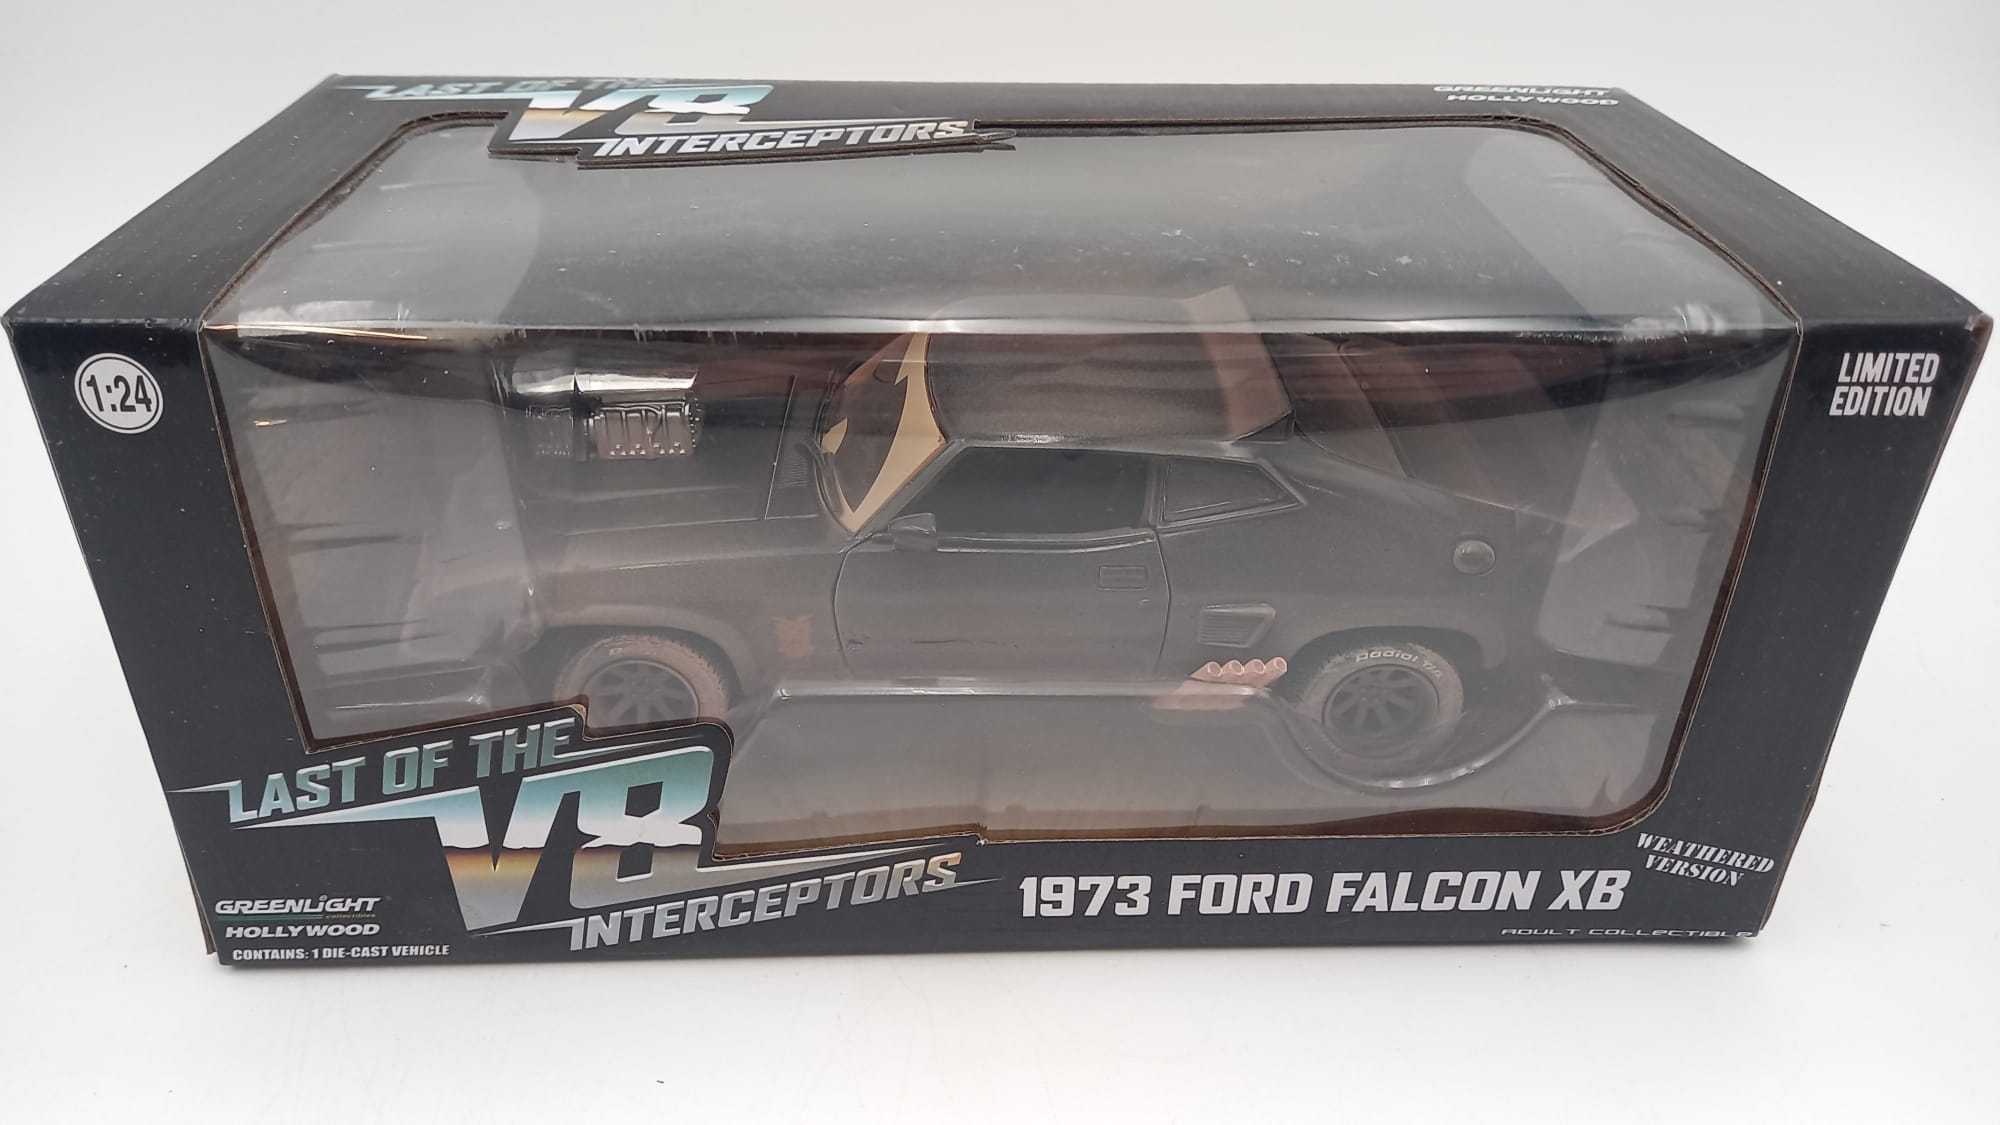 LAST OF THE
V8
INTERCEPTORS
GREENLIGHT
HOLLYWOOD
1:24
LIMITED
EDITION
Radial T/A
LAST OF THE
V8
INTERCEPTORS
GREENLIGHT
collectibles
HOLLYWOOD
CONTAINS: 1 DIE-CAST VEHICLE
1973 FORD FALCON XB
WEATHERED
VERSION
ADULT COLLECTIBLE